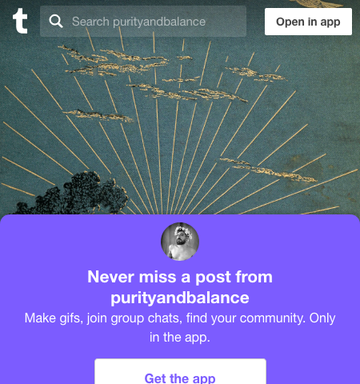 t
Search purityandbalance
Open in app
Never miss a post from
purityandbalance
Make gifs, join group chats, find your community. Only
in the app.
Get the app